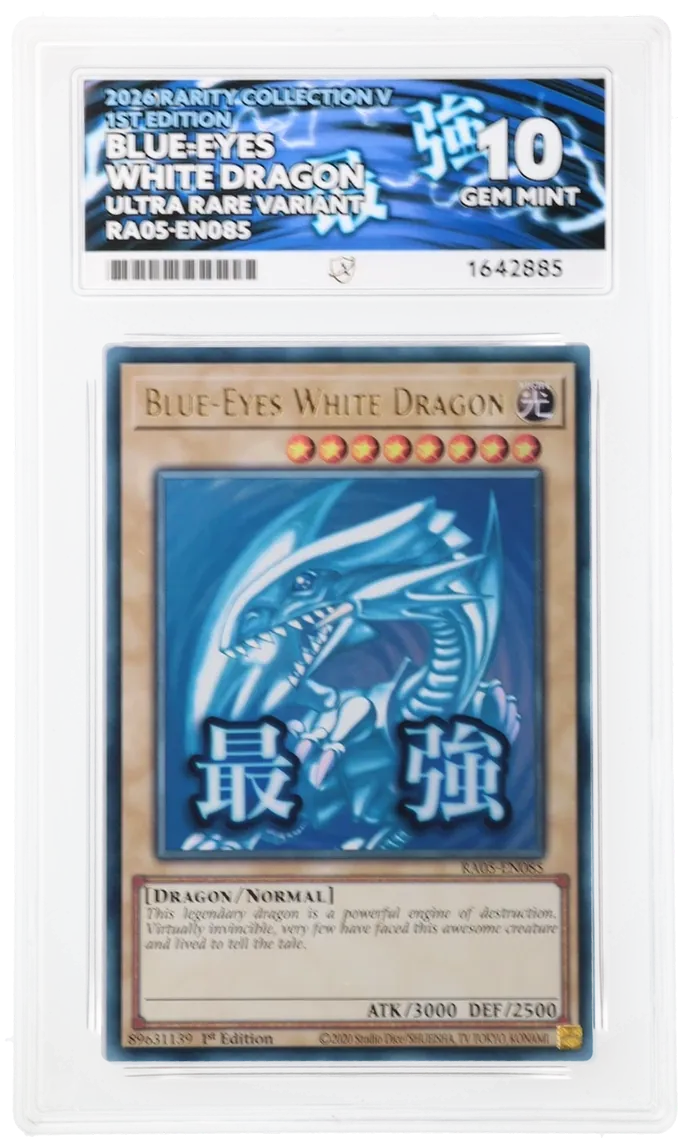 2026 RARITY COLLECTION V
1ST EDITION
BLUE-EYES
WHITE DRAGON
ULTRA RARE VARIANT
RA05-EN085
最強
10
GEM MINT
1642885
BLUE-EYES WHITE DRAGON
光
最 強
RA05-EN085
[DRAGON/NORMAL]
This legendary dragon is a powerful engine of destruction.
Virtually invincible, very few have faced this awesome creature
and lived to tell the tale.
ATK/3000 DEF/2500
89631139 1st Edition ©2020 Studio Dice/SHUEISHA, TV TOKYO, KONAMI